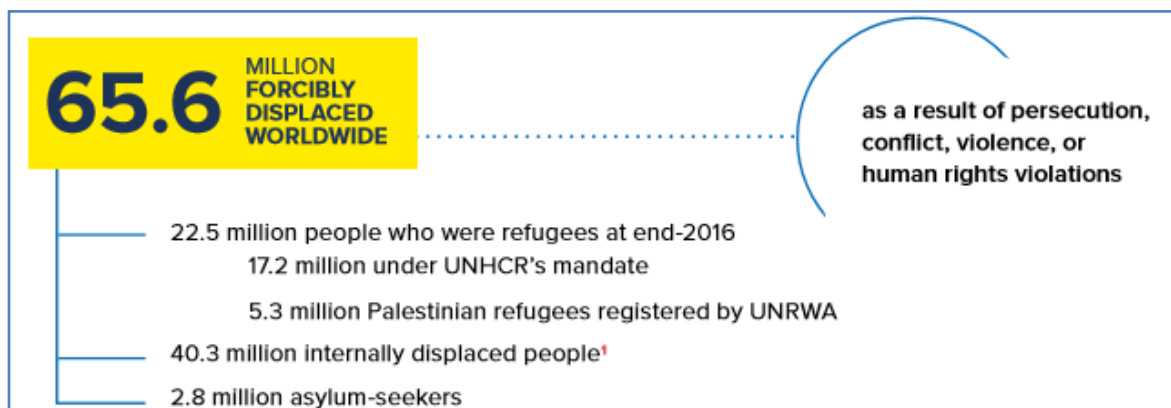 65.6
MILLION
FORCIBLY
DISPLACED
WORLDWIDE
as a result of persecution,
conflict, violence, or
human rights violations
22.5 million people who were refugees at end-2016
17.2 million under UNHCR’s mandate
5.3 million Palestinian refugees registered by UNRWA
40.3 million internally displaced people¹
2.8 million asylum-seekers